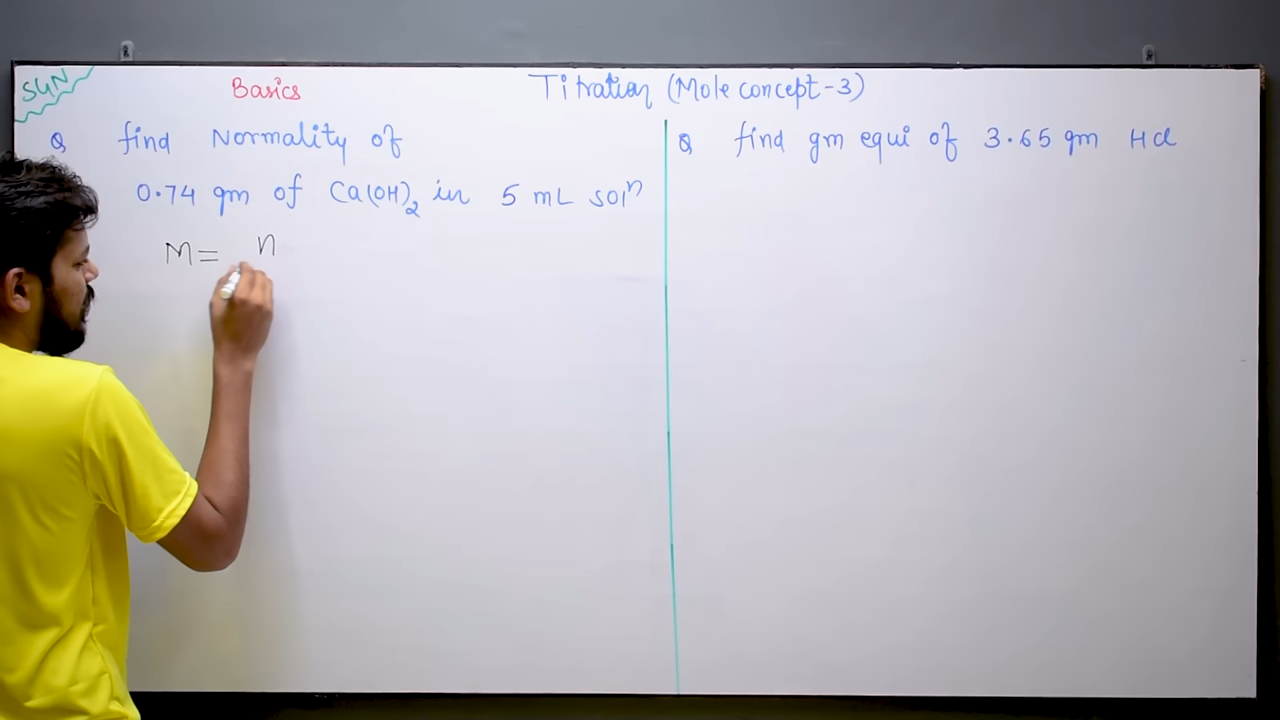 SUN
Basics
Titration (Mole concept-3)
Q find Normality of
0.74 gm of Ca(OH)2 in 5 mL solⁿ
M = n
Q find gm equi of 3.65 gm HCl